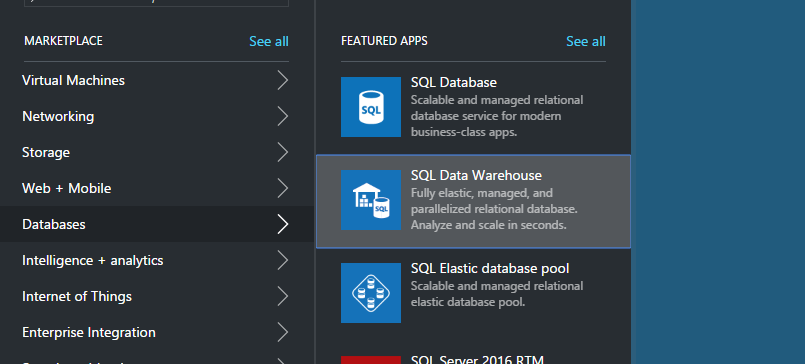 MARKETPLACE
See all
Virtual Machines
Networking
Storage
Web + Mobile
Databases
Intelligence + analytics
Internet of Things
Enterprise Integration
FEATURED APPS
See all
SQL
SQL Database
Scalable and managed relational
database service for modern
business-class apps.
SQL
SQL Data Warehouse
Fully elastic, managed, and
parallelized relational database.
Analyze and scale in seconds.
SQL Elastic database pool
Scalable and managed relational
elastic database pool.
SQL Server 2016 RTM